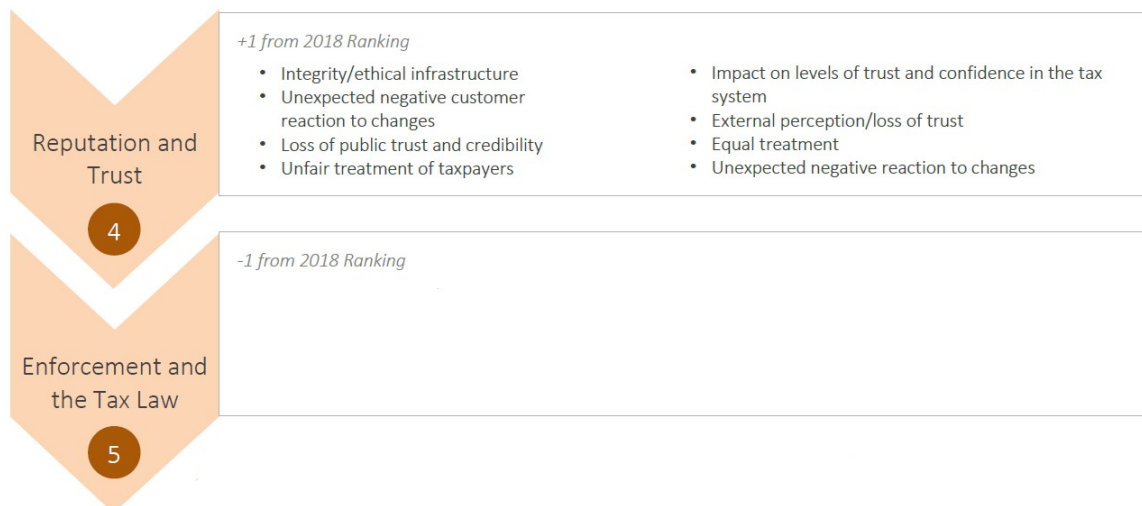 +1 from 2018 Ranking
• Integrity/ethical infrastructure
• Unexpected negative customer
reaction to changes
• Loss of public trust and credibility
• Unfair treatment of taxpayers
• Impact on levels of trust and confidence in the tax
system
• External perception/loss of trust
• Equal treatment
• Unexpected negative reaction to changes
Reputation and
Trust
4
-1 from 2018 Ranking
Enforcement and
the Tax Law
5